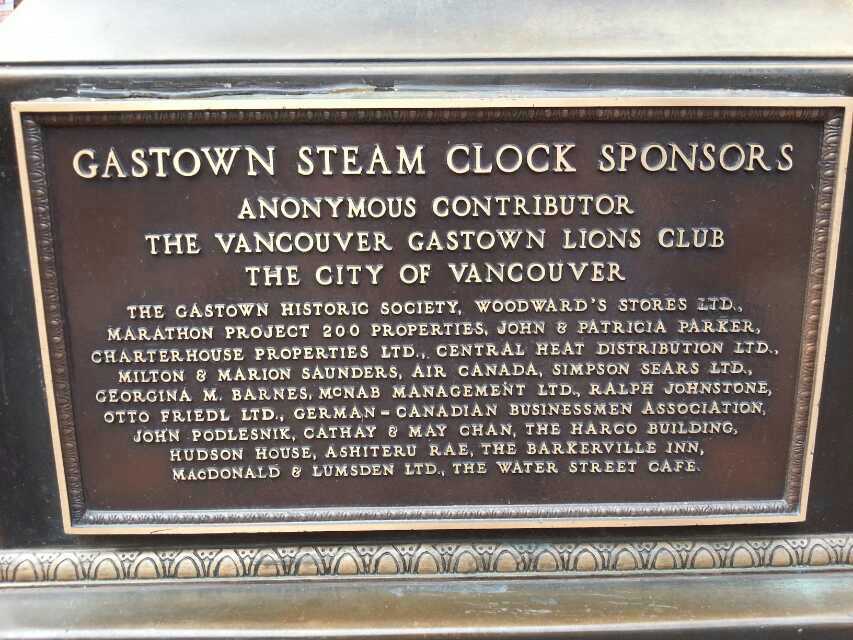 GASTOWN STEAM CLOCK SPONSORS
ANONYMOUS CONTRIBUTOR
THE VANCOUVER GASTOWN LIONS CLUB
THE CITY OF VANCOUVER
THE GASTOWN HISTORIC SOCIETY, WOODWARD'S STORES LTD.,
MARATHON PROJECT 200 PROPERTIES, JOHN & PATRICIA PARKER,
CHARTERHOUSE PROPERTIES LTD., CENTRAL HEAT DISTRIBUTION LTD.,
MILTON & MARION SAUNDERS, AIR CANADA, SIMPSON SEARS LTD.,
GEORGINA M. BARNES, McNAB MANAGEMENT LTD., RALPH JOHNSTONE,
OTTO FRIEDL LTD., GERMAN-CANADIAN BUSINESSMEN ASSOCIATION,
JOHN PODLESNIK, CATHAY & MAY CHAN, THE HARCO BUILDING,
HUDSON HOUSE, ASHITERU RAE, THE BARKERVILLE INN,
MacDONALD & LUMSDEN LTD., THE WATER STREET CAFE.